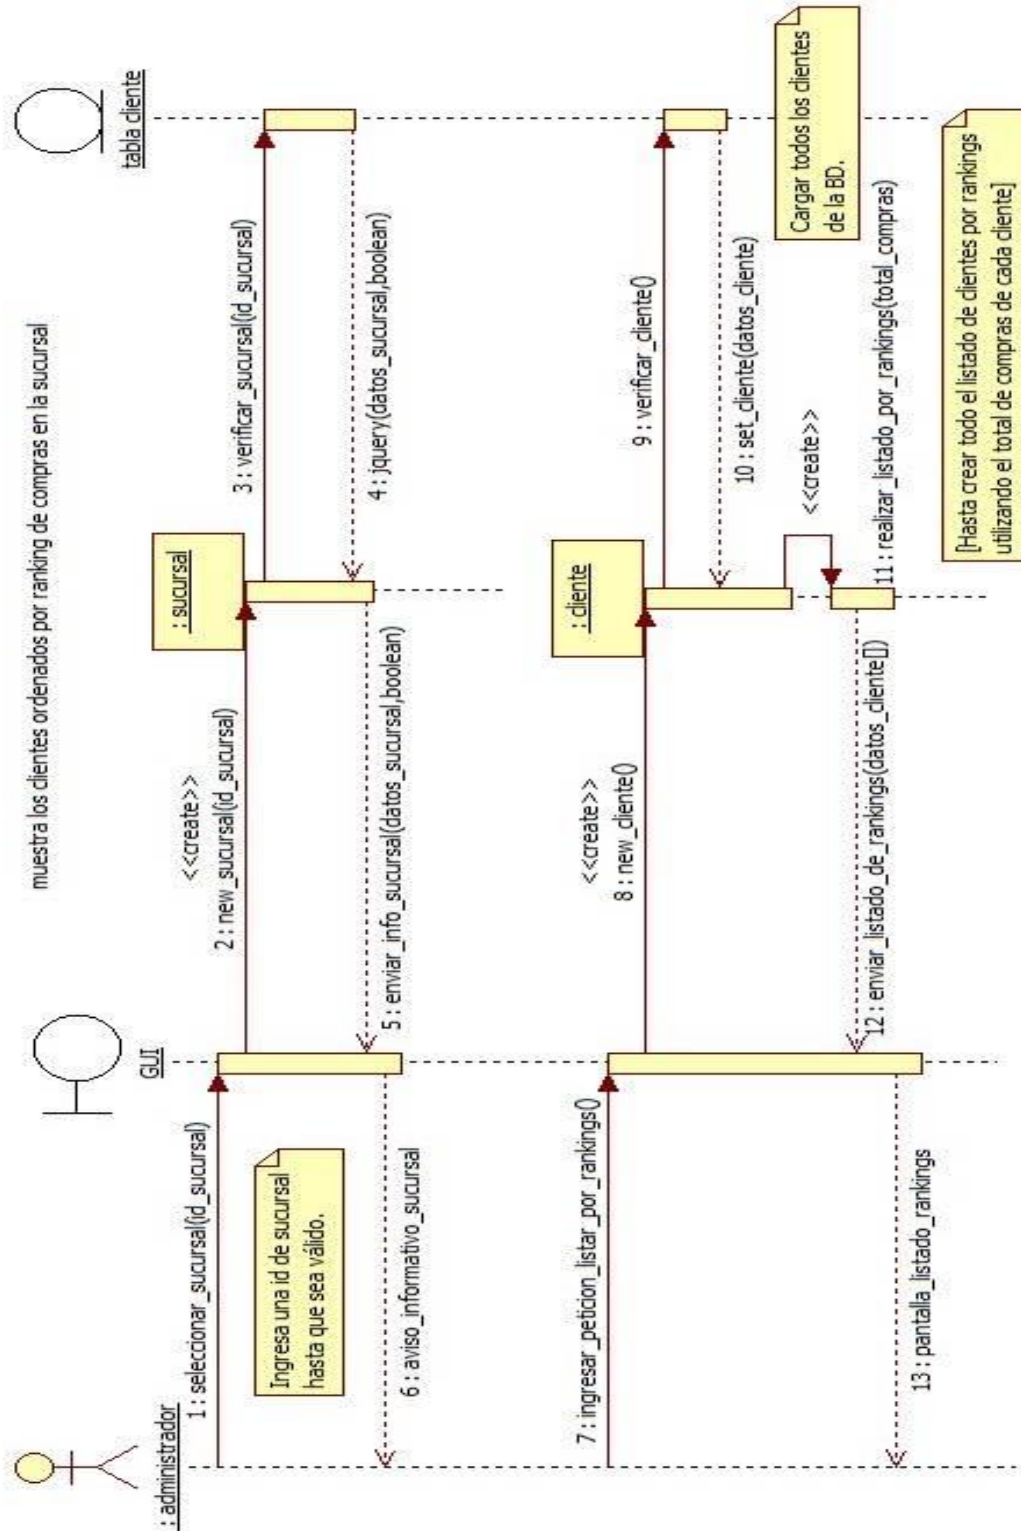 muestra los clientes ordenados por ranking de compras en la sucursal
: administrador
GUI
tabla cliente
1 : seleccionar_sucursal(id_sucursal)
<<create>>
2 : new_sucursal(id_sucursal)
: sucursal
3 : verificar_sucursal(id_sucursal)
Ingresa una id de sucursal
hasta que sea válido.
4 : jquery(datos_sucursal,boolean)
5 : enviar_info_sucursal(datos_sucursal,boolean)
6 : aviso_informativo_sucursal
7 : ingresar_peticion_listar_por_rankings()
<<create>>
8 : new_cliente()
: cliente
9 : verificar_cliente()
10 : set_cliente(datos_cliente)
Cargar todos los clientes
de la BD.
<<create>>
11 : realizar_listado_por_rankings(total_compras)
12 : enviar_listado_de_rankings(datos_cliente[])
13 : pantalla_listado_rankings
[Hasta crear todo el listado de clientes por rankings
utilizando el total de compras de cada cliente]